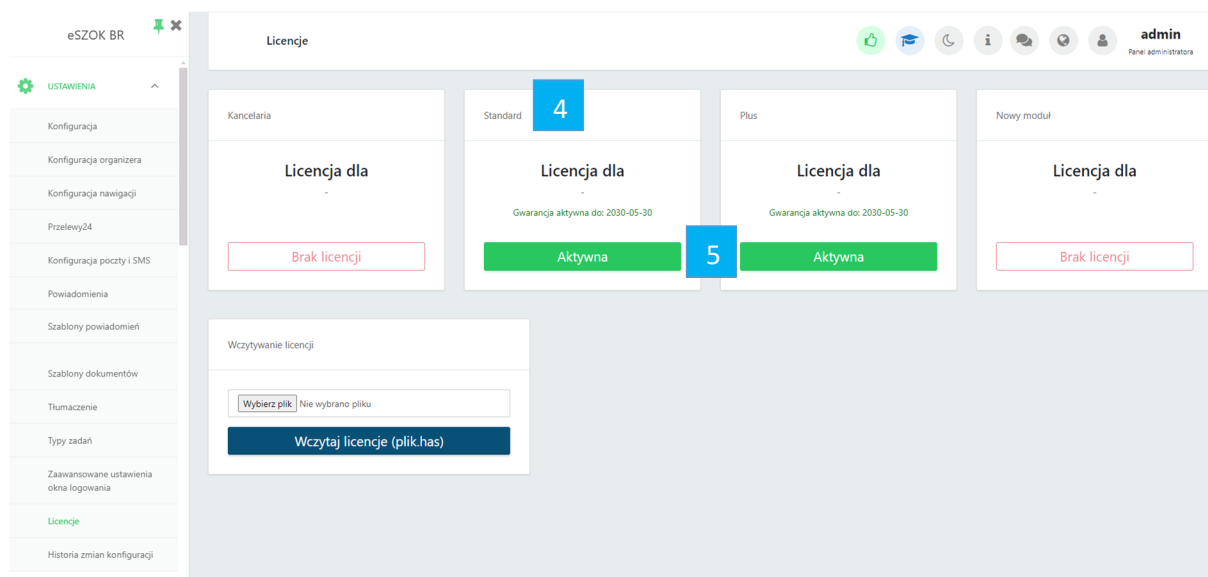 eSZOK BR
USTAWIENIA
Konfiguracja
Konfiguracja organizera
Konfiguracja nawigacji
Przelewy24
Konfiguracja poczty i SMS
Powiadomienia
Szablony powiadomień
Szablony dokumentów
Tłumaczenie
Typy zadań
Zaawansowane ustawienia
okna logowania
Licencje
Historia zmian konfiguracji
Licencje
i
admin
Panel administratora
Kancelaria
Licencja dla
-
Brak licencji
Standard
4
Licencja dla
-
Gwarancja aktywna do: 2030-05-30
Aktywna
5
Plus
Licencja dla
-
Gwarancja aktywna do: 2030-05-30
Aktywna
Nowy moduł
Licencja dla
-
Brak licencji
Wczytywanie licencji
Wybierz plik Nie wybrano pliku
Wczytaj licencje (plik.has)